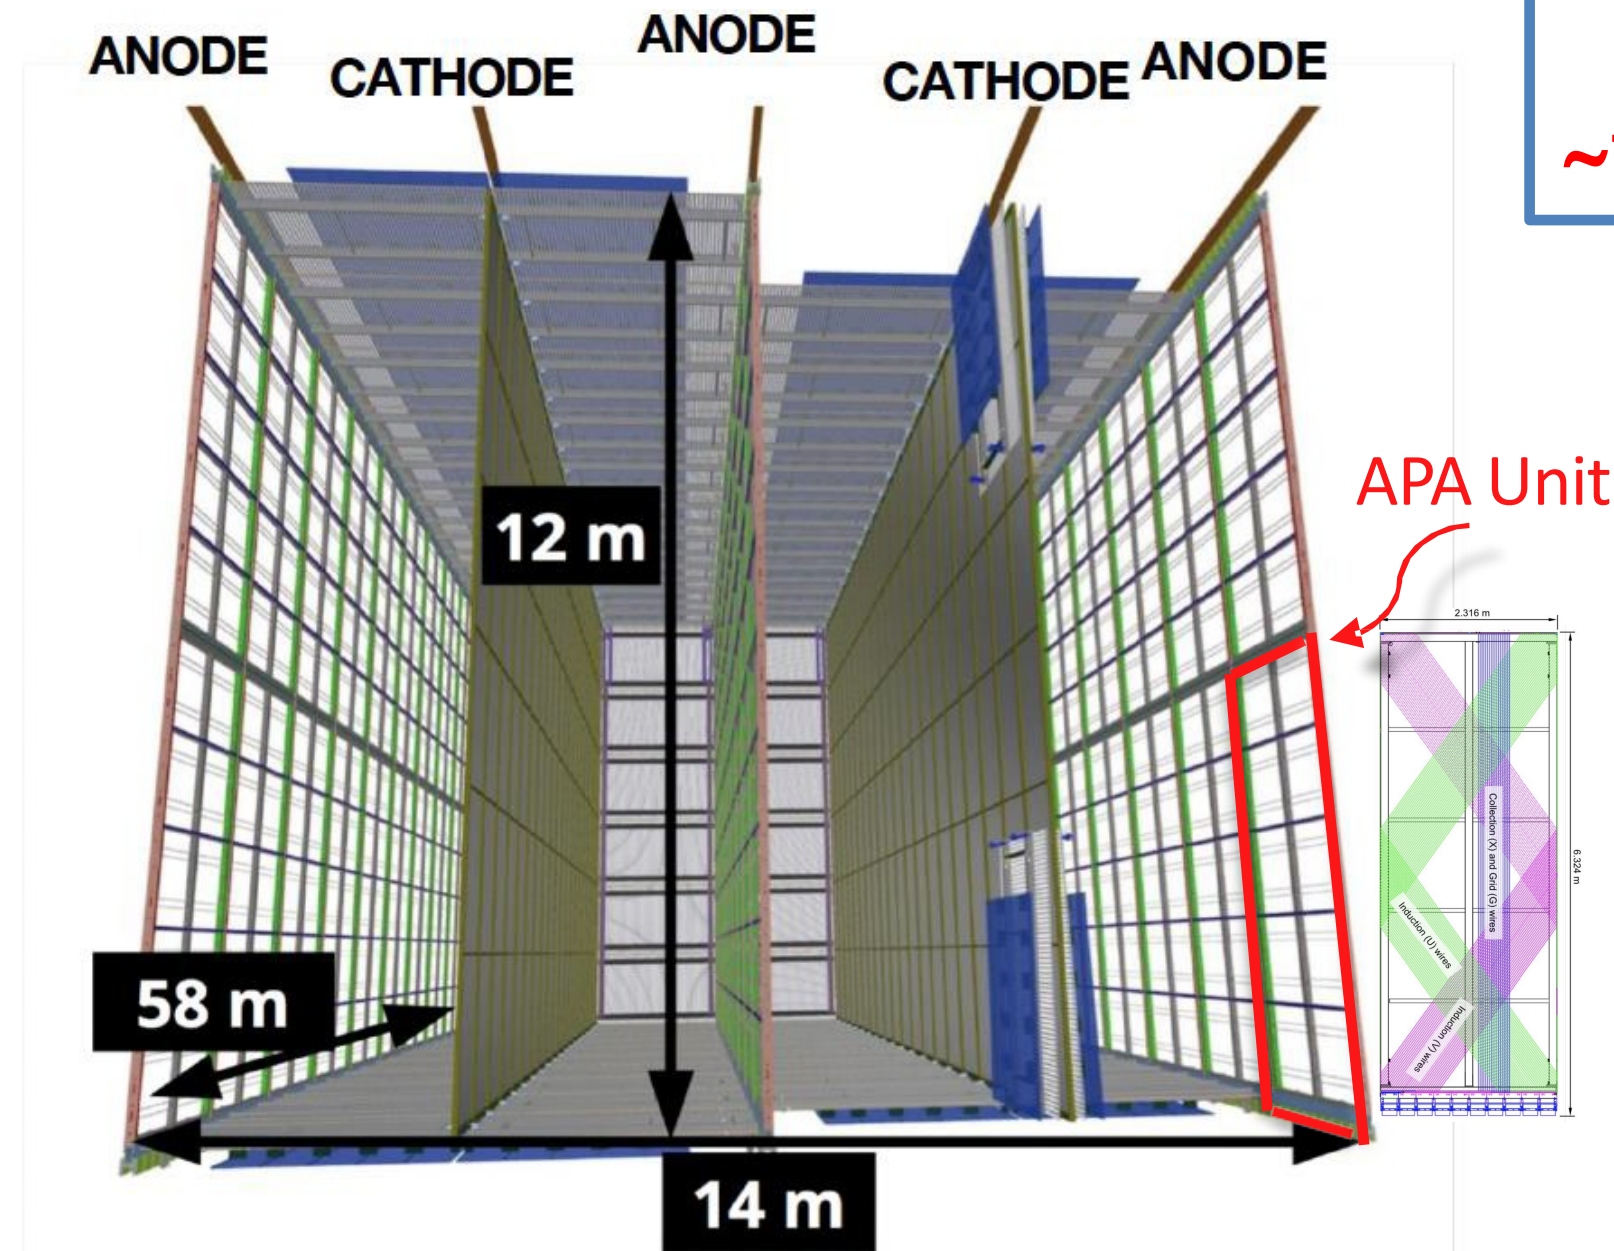 ANODE
CATHODE
ANODE
CATHODE
ANODE
~
12 m
APA Unit
2.316 m
6.324 m
Collection (X) and Grid (G) wires
Induction (U) wires
Induction (V) wires
58 m
14 m